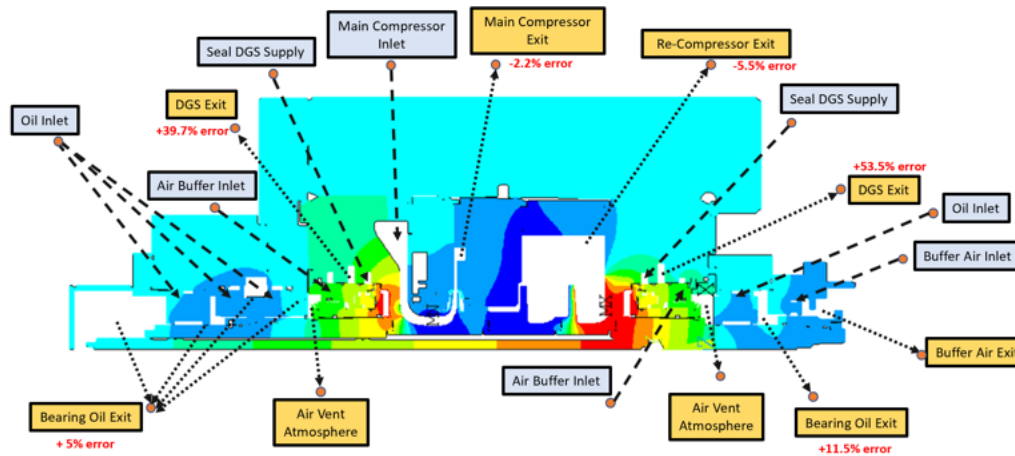 Main Compressor
Inlet
Main Compressor
Exit
-2.2% error
Re-Compressor Exit
-5.5% error
Seal DGS Supply
DGS Exit
+39.7% error
Oil Inlet
Air Buffer Inlet
Seal DGS Supply
+53.5% error
DGS Exit
Oil Inlet
Buffer Air Inlet
Buffer Air Exit
Air Buffer Inlet
Bearing Oil Exit
+ 5% error
Air Vent
Atmosphere
Air Vent
Atmosphere
Bearing Oil Exit
+11.5% error
MX